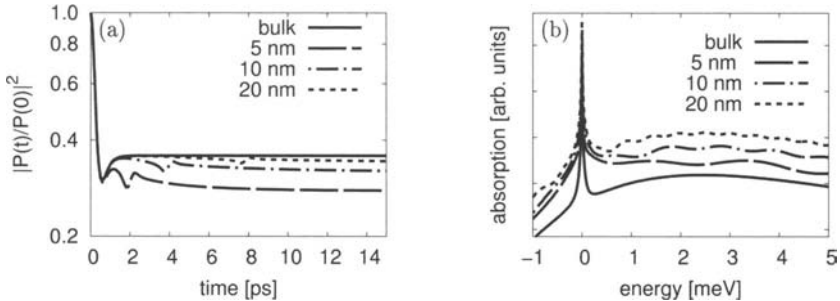 (a)
bulk
5 nm
10 nm
20 nm
|P(t)/P(0)|²
1.0
0.8
0.6
0.4
0.2
0 2 4 6 8 10 12 14
time [ps]
(b)
bulk
5 nm
10 nm
20 nm
absorption [arb. units]
−1 0 1 2 3 4 5
energy [meV]